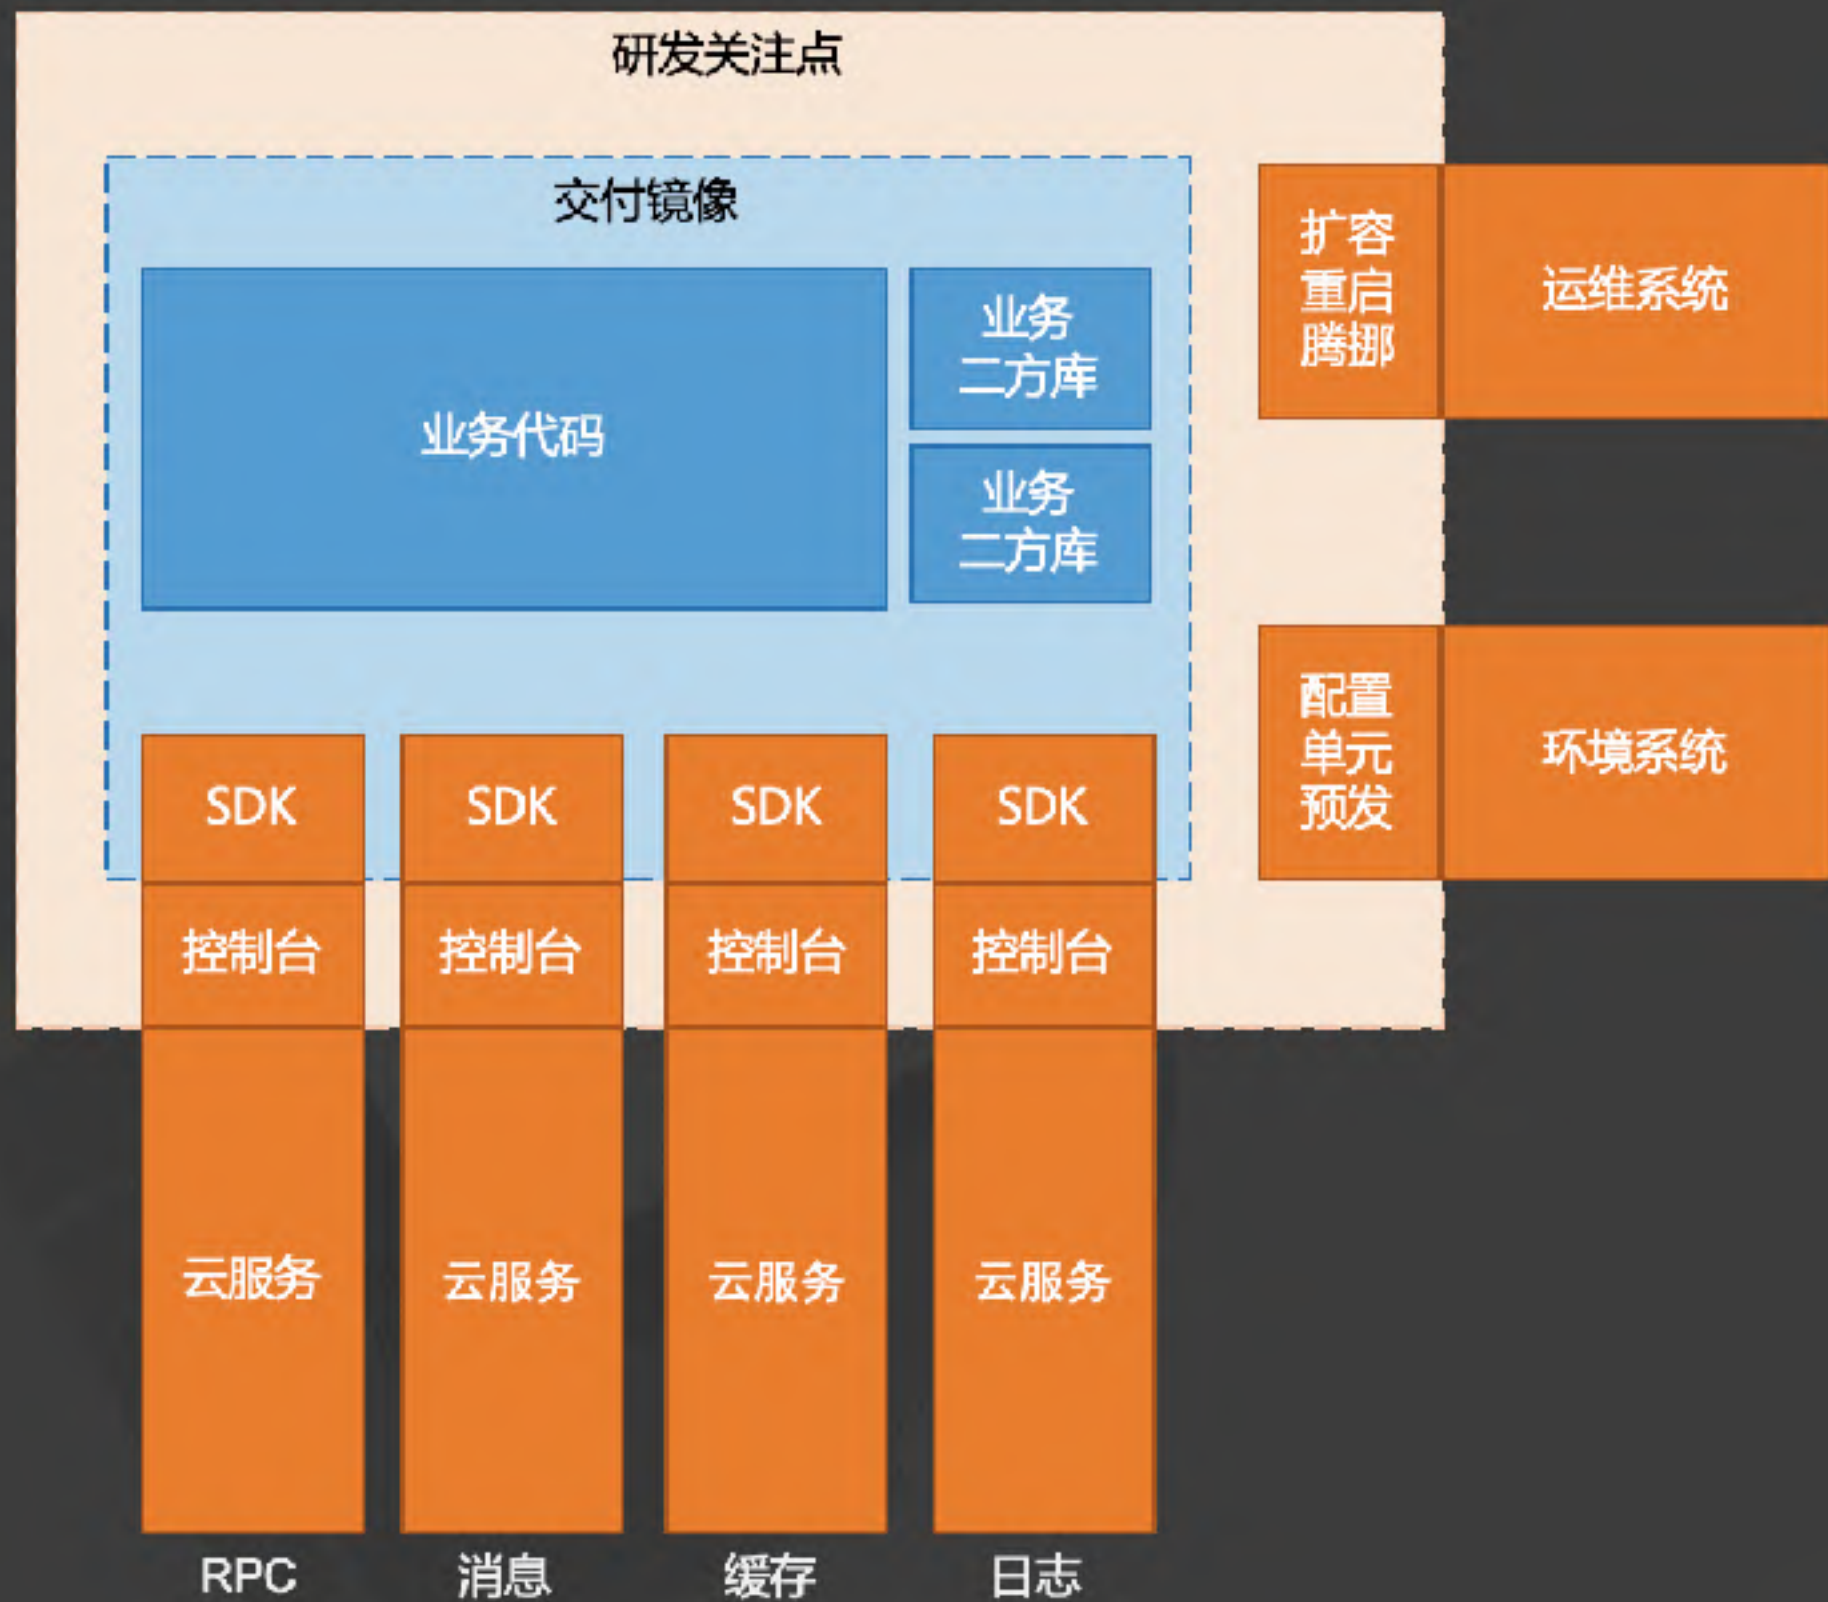 研发关注点
交付镜像
业务代码
业务
二方库
业务
二方库
扩容
重启
腾挪
运维系统
配置
单元
预发
环境系统
SDK
SDK
SDK
SDK
控制台
控制台
控制台
控制台
云服务
云服务
云服务
云服务
RPC
消息
缓存
日志